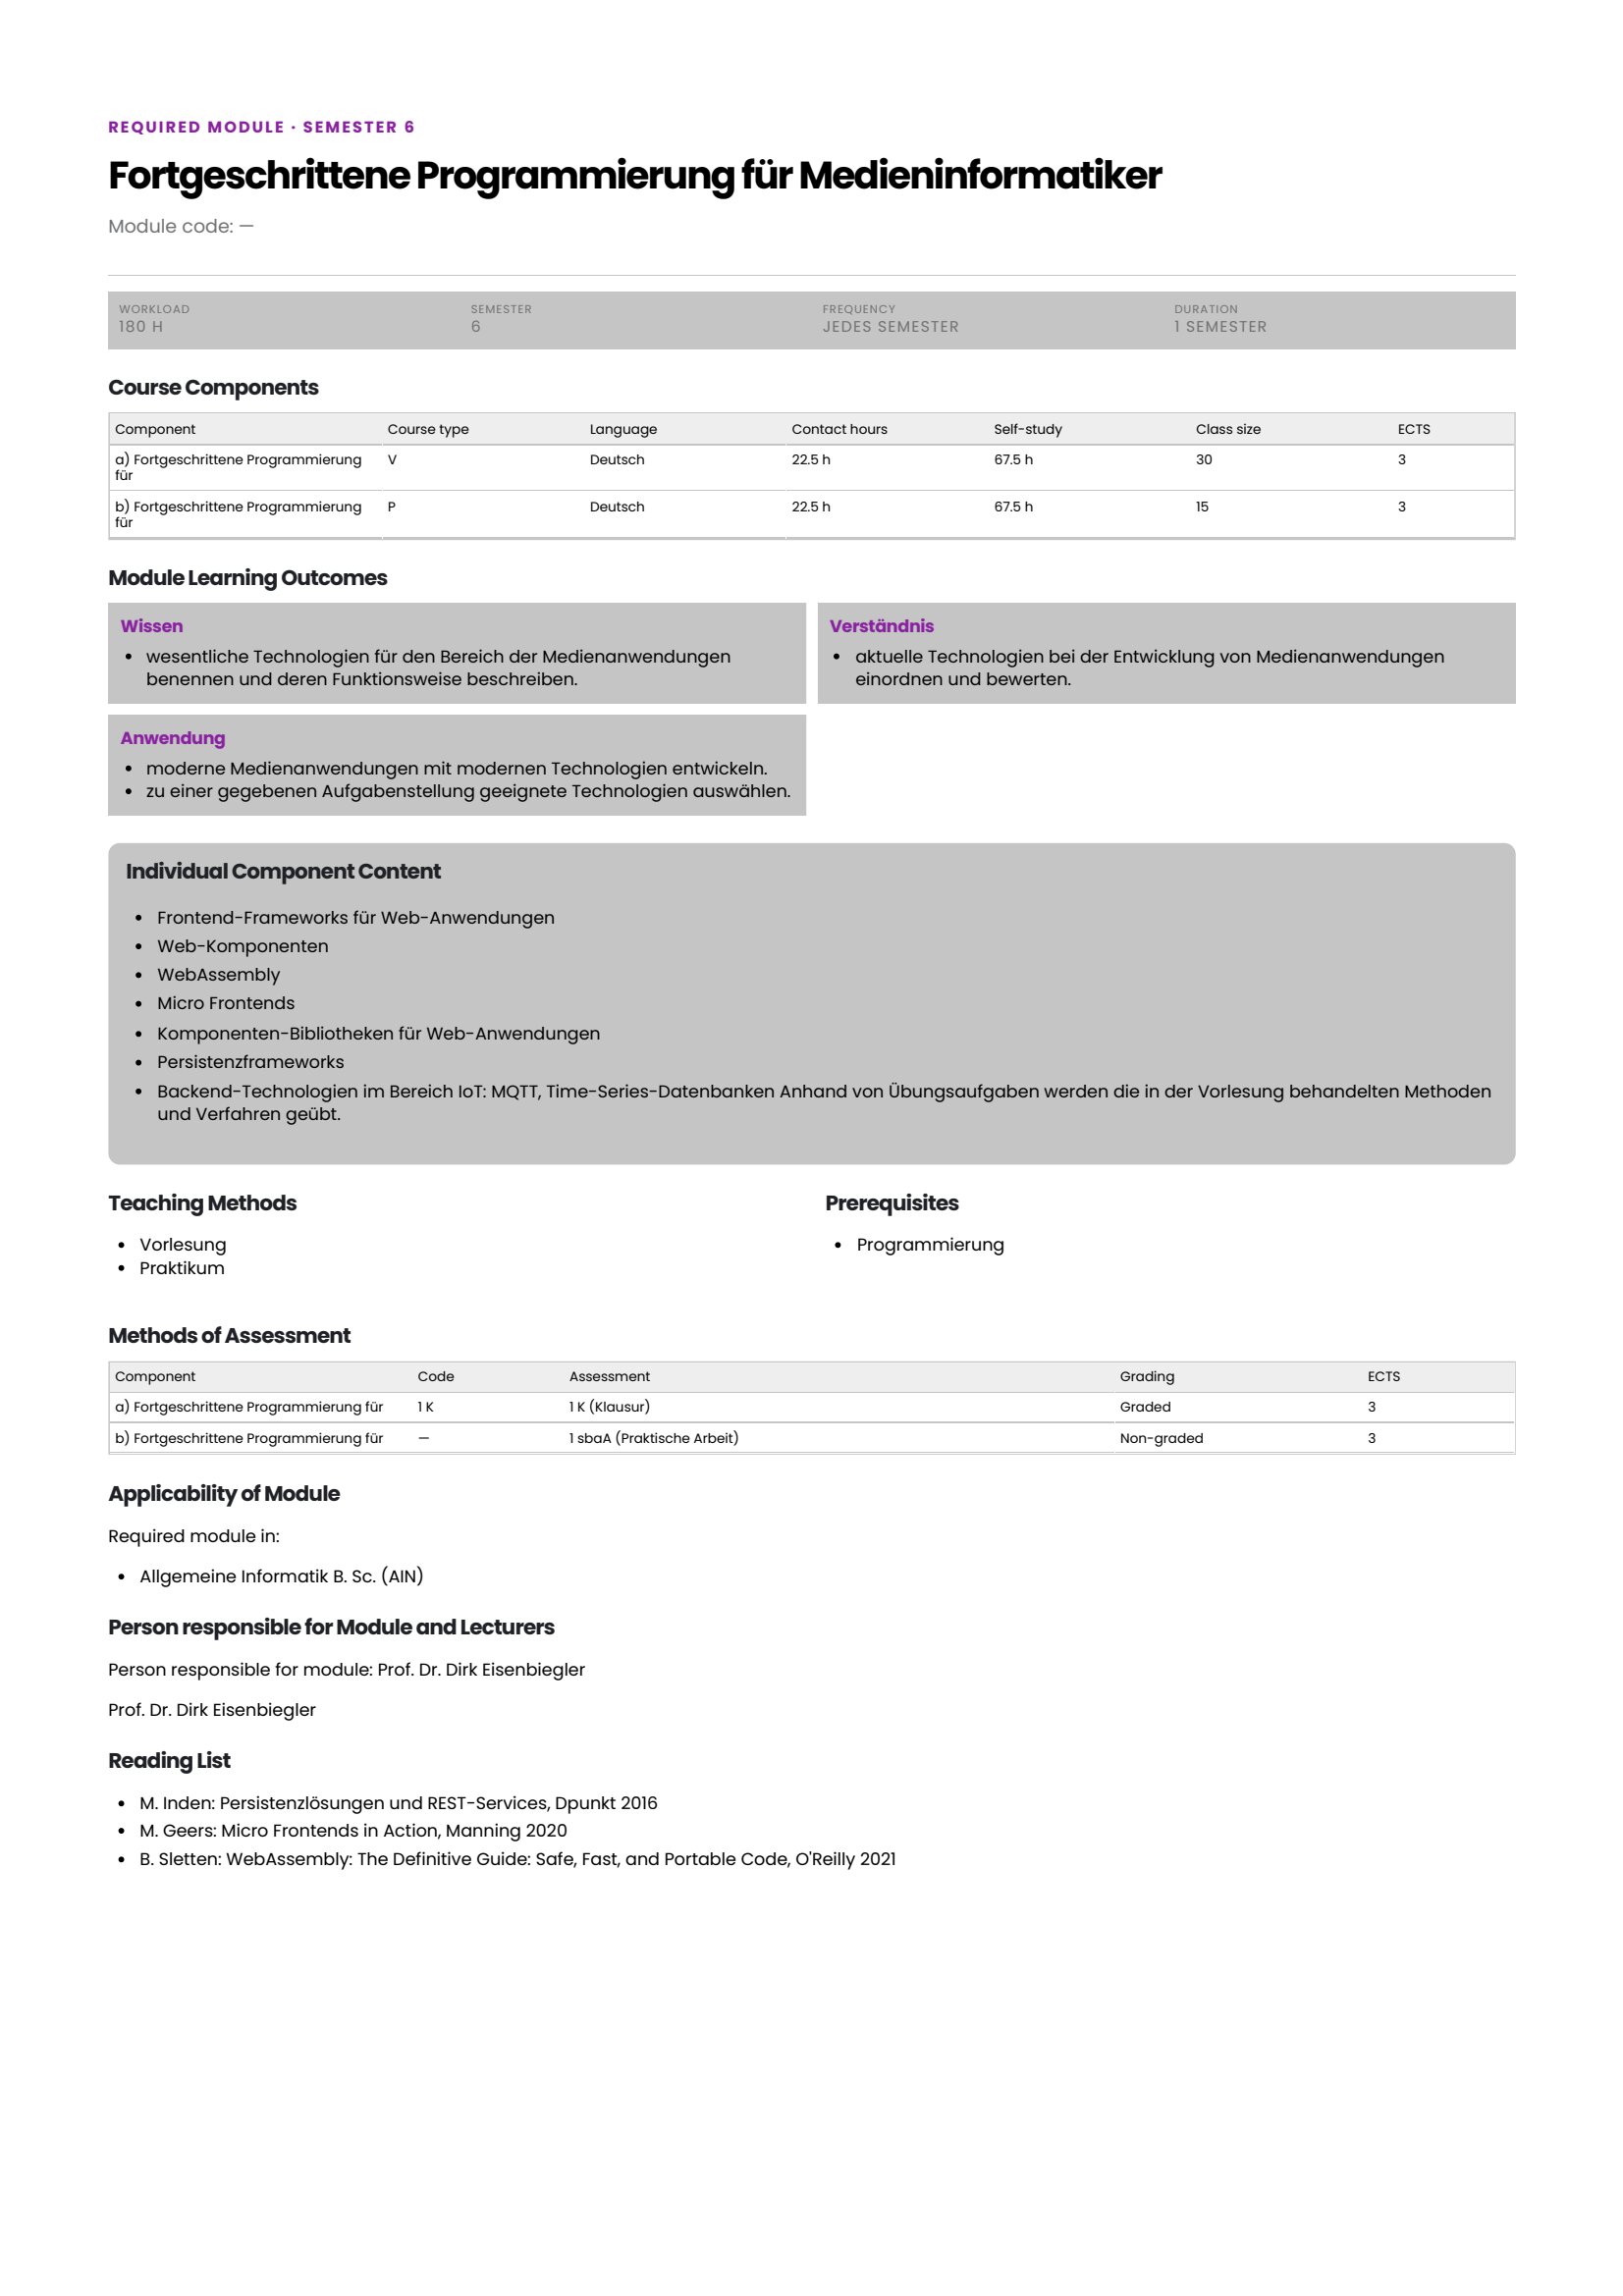 REQUIRED MODULE · SEMESTER 6
Fortgeschrittene Programmierung für Medieninformatiker
Module code: —
WORKLOAD SEMESTER FREQUENCY DURATION
180 H 6 JEDES SEMESTER 1 SEMESTER
Course Components
Component Course type Language Contact hours Self-study Class size ECTS
a) Fortgeschrittene Programmierung V Deutsch 22.5 h 67.5 h 30 3
für
b) Fortgeschrittene Programmierung P Deutsch 22.5 h 67.5 h 15 3
für
Module Learning Outcomes
Wissen
• wesentliche Technologien für den Bereich der Medienanwendungen
benennen und deren Funktionsweise beschreiben.
Verständnis
• aktuelle Technologien bei der Entwicklung von Medienanwendungen
einordnen und bewerten.
Anwendung
• moderne Medienanwendungen mit modernen Technologien entwickeln.
• zu einer gegebenen Aufgabenstellung geeignete Technologien auswählen.
Individual Component Content
• Frontend-Frameworks für Web-Anwendungen
• Web-Komponenten
• WebAssembly
• Micro Frontends
• Komponenten-Bibliotheken für Web-Anwendungen
• Persistenzframeworks
• Backend-Technologien im Bereich IoT: MQTT, Time-Series-Datenbanken Anhand von Übungsaufgaben werden die in der Vorlesung behandelten Methoden
und Verfahren geübt.
Teaching Methods
• Vorlesung
• Praktikum
Prerequisites
• Programmierung
Methods of Assessment
Component Code Assessment Grading ECTS
a) Fortgeschrittene Programmierung für 1 K 1 K (Klausur) Graded 3
b) Fortgeschrittene Programmierung für — 1 sbaA (Praktische Arbeit) Non-graded 3
Applicability of Module
Required module in:
• Allgemeine Informatik B. Sc. (AIN)
Person responsible for Module and Lecturers
Person responsible for module: Prof. Dr. Dirk Eisenbiegler
Prof. Dr. Dirk Eisenbiegler
Reading List
• M. Inden: Persistenzlösungen und REST-Services, Dpunkt 2016
• M. Geers: Micro Frontends in Action, Manning 2020
• B. Sletten: WebAssembly: The Definitive Guide: Safe, Fast, and Portable Code, O'Reilly 2021